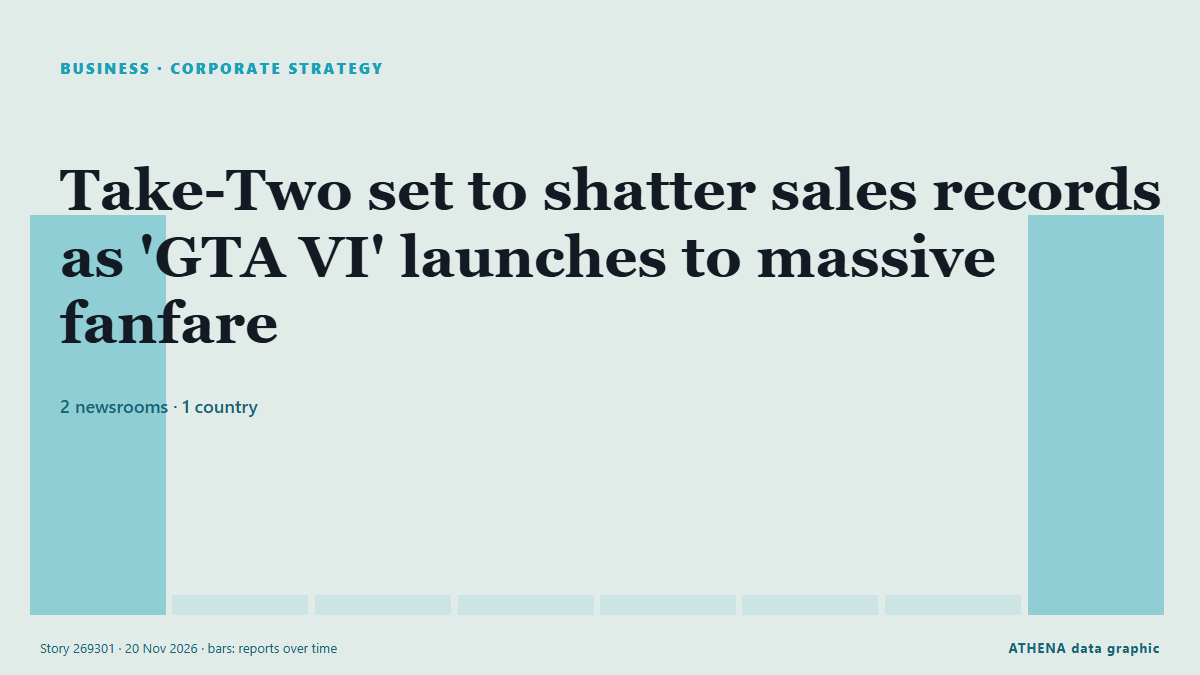 BUSINESS · CORPORATE STRATEGY
Take-Two set to shatter sales records
as 'GTA VI' launches to massive
fanfare
2 newsrooms · 1 country
Story 269301 · 20 Nov 2026 · bars: reports over time
ATHENA data graphic